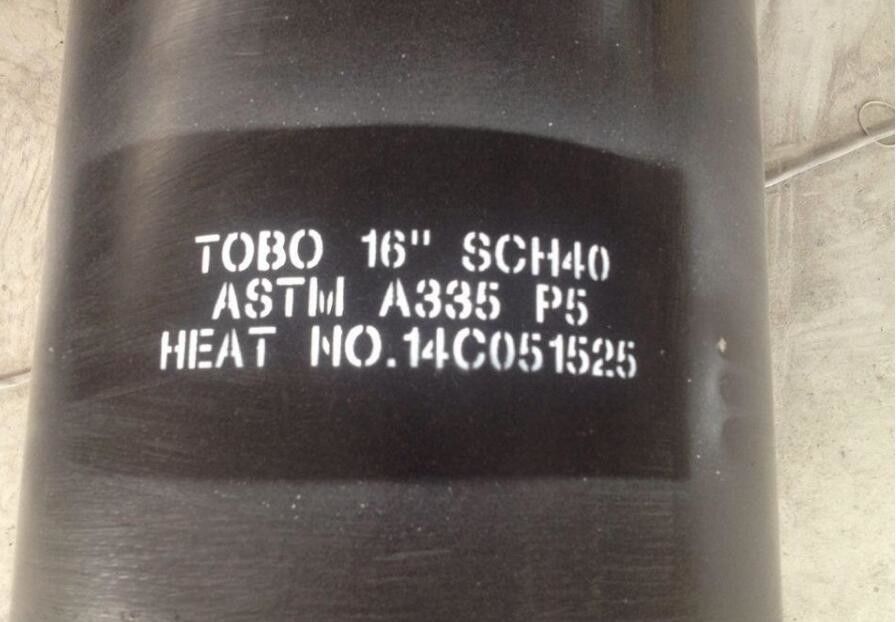 TOBO 16" SCH40
ASTM A335 P5
HEAT NO.14C051525